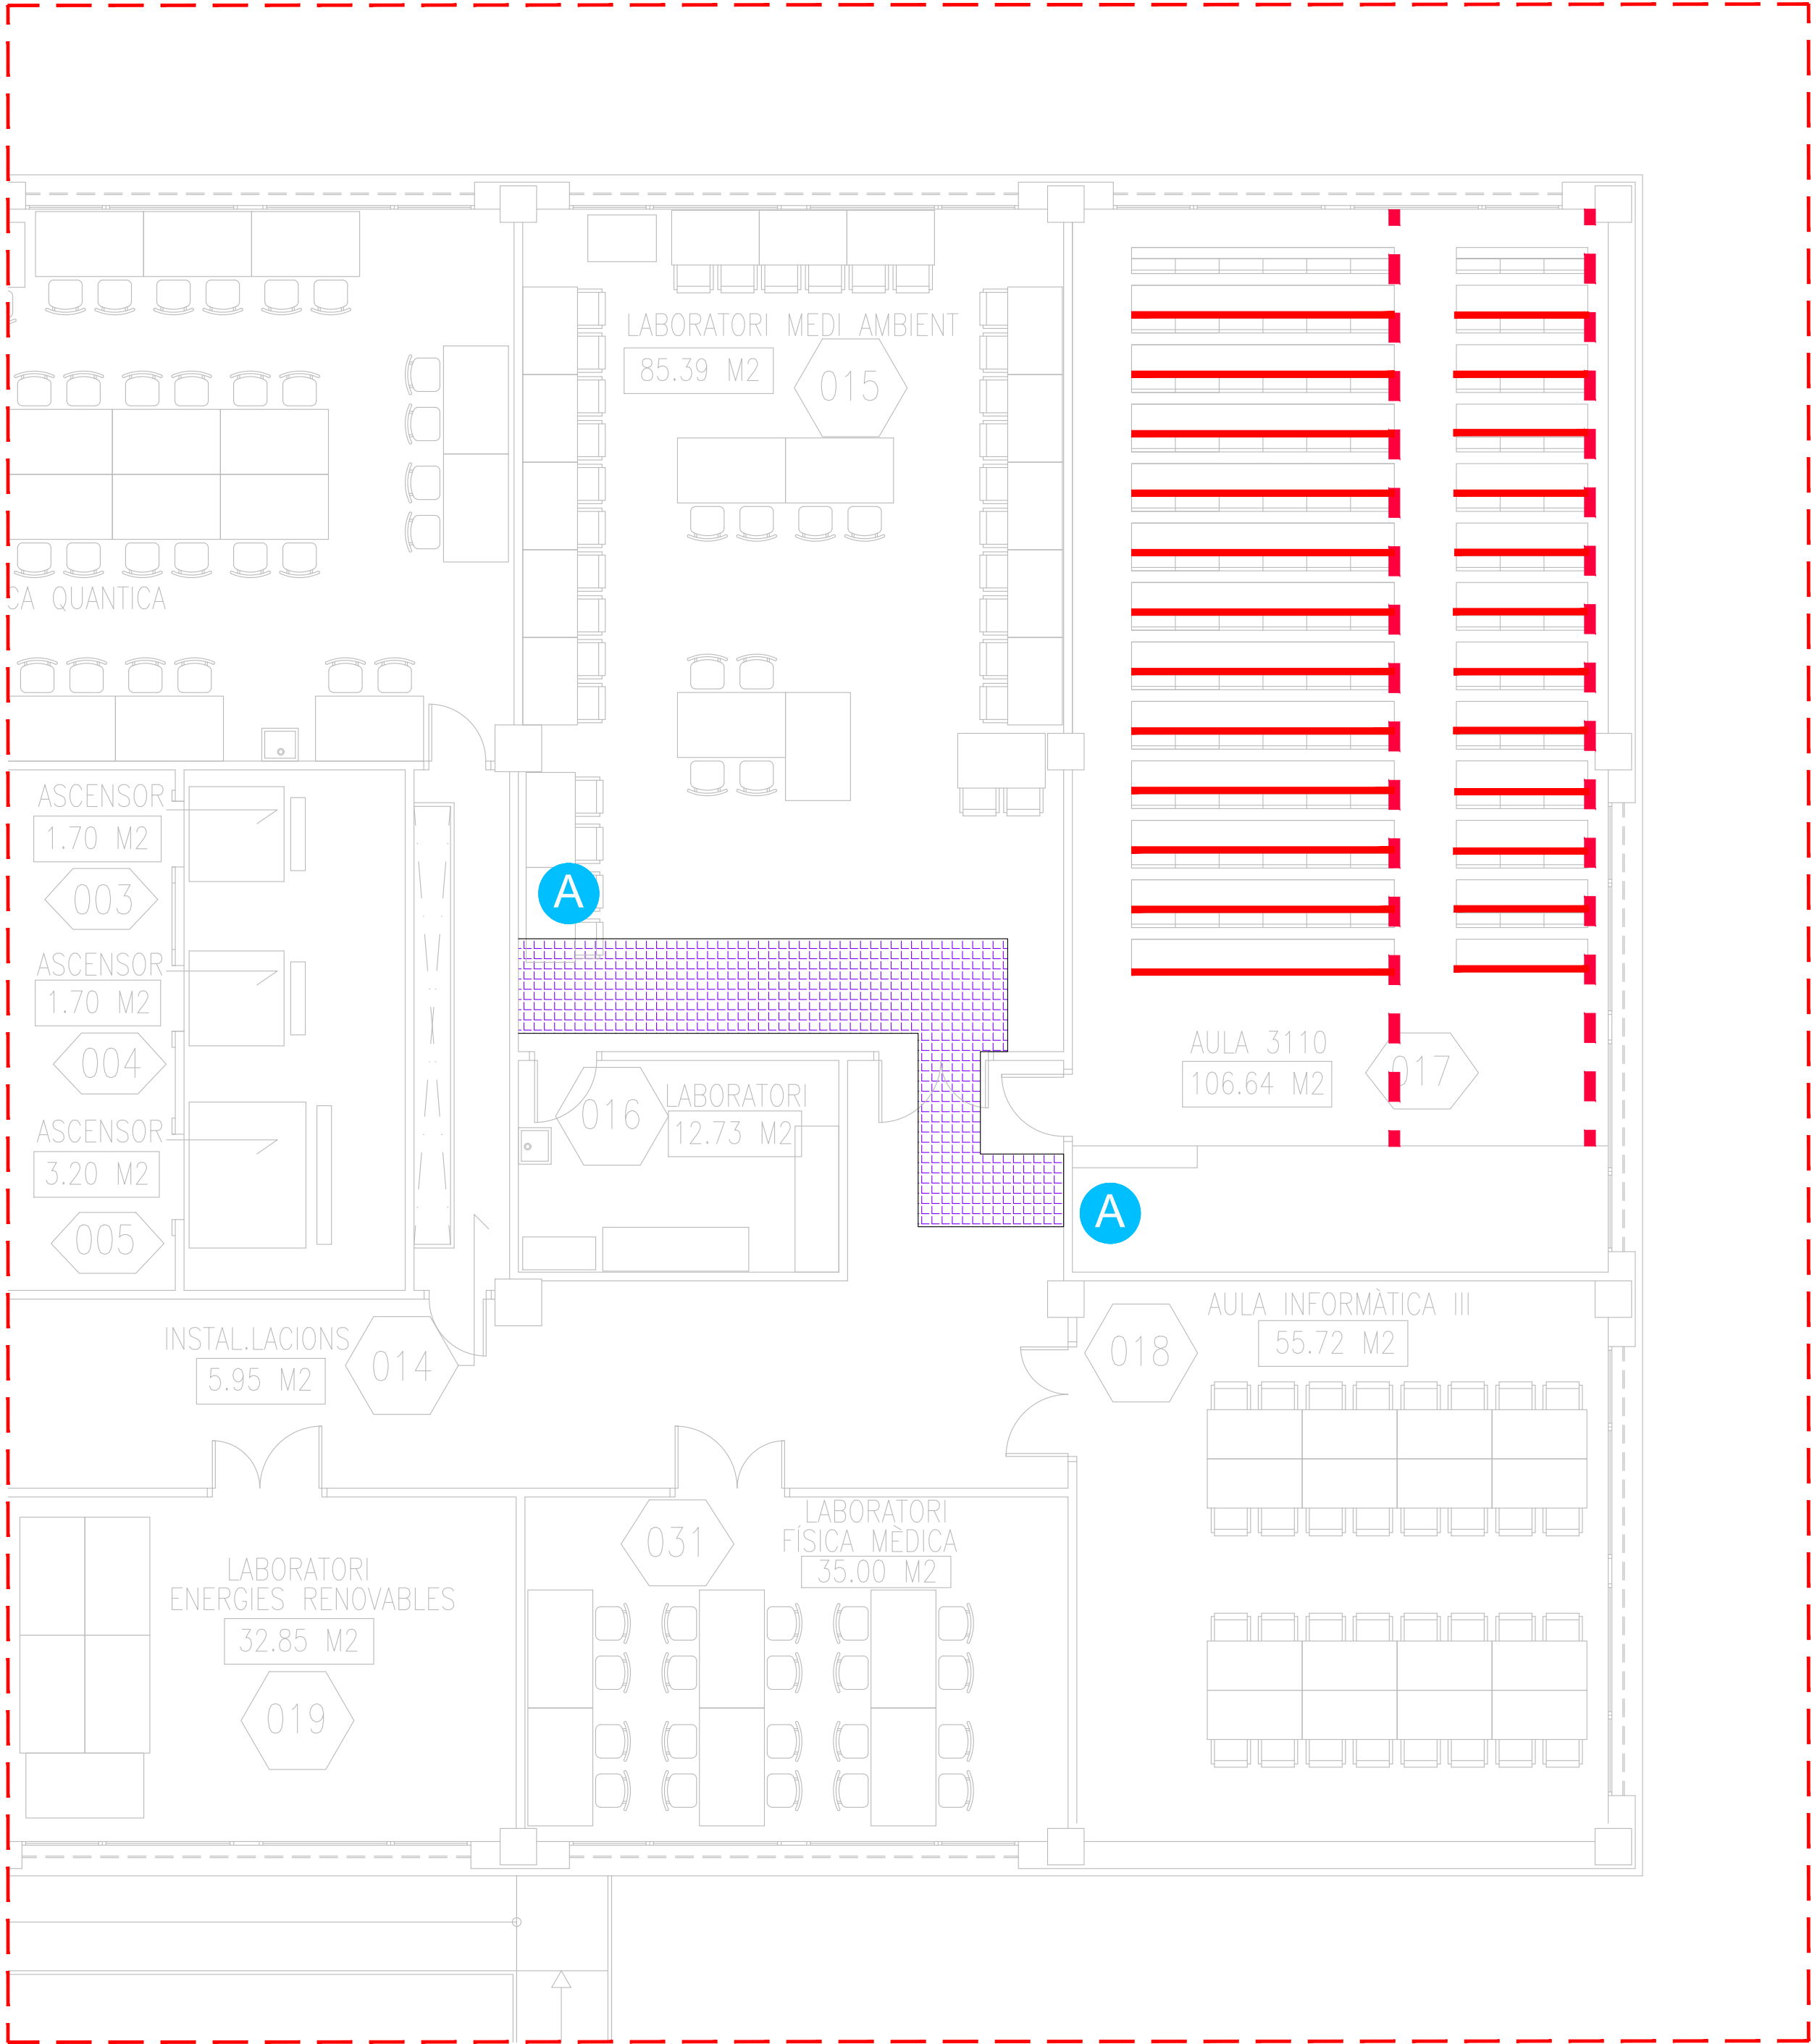 LABORATORI MEDI AMBIENT
85.39 M2
015
CA QUANTICA
ASCENSOR
1.70 M2
003
A
ASCENSOR
1.70 M2
004
ASCENSOR
3.20 M2
005
LABORATORI
12.73 M2
016
AULA 3110
106.64 M2
017
A
INSTAL.LACIONS
5.95 M2
014
AULA INFORMÀTICA III
55.72 M2
018
LABORATORI
ENERGIES RENOVABLES
32.85 M2
019
LABORATORI
FÍSICA MÈDICA
35.00 M2
031